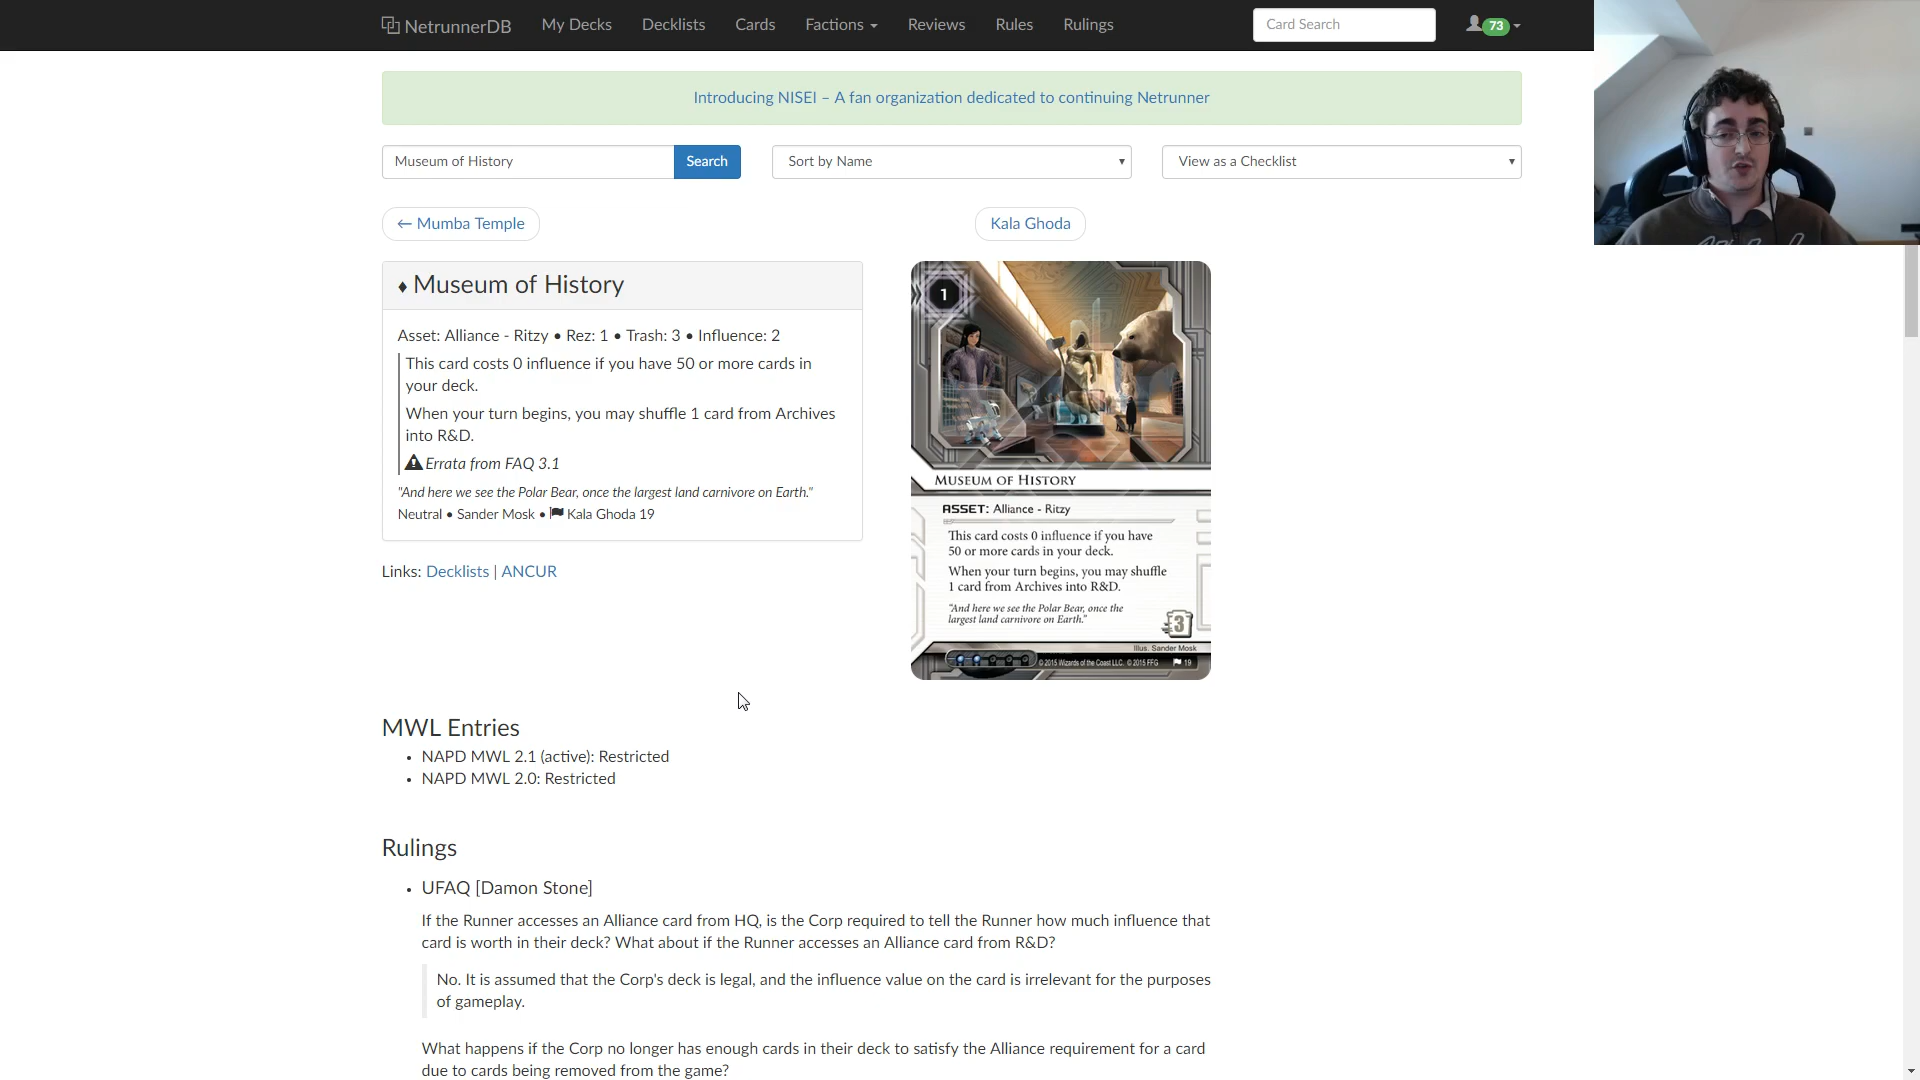 NetrunnerDB My Decks Decklists Cards Factions Reviews Rules Rulings Card Search 73
Introducing NISEI – A fan organization dedicated to continuing Netrunner
Museum of History Search Sort by Name View as a Checklist
← Mumba Temple Kala Ghoda
♦ Museum of History
Asset: Alliance - Ritzy • Rez: 1 • Trash: 3 • Influence: 2
This card costs 0 influence if you have 50 or more cards in
your deck.
When your turn begins, you may shuffle 1 card from Archives
into R&D.
Errata from FAQ 3.1
"And here we see the Polar Bear, once the largest land carnivore on Earth."
Neutral • Sander Mosk • Kala Ghoda 19
Links: Decklists | ANCUR
1
MUSEUM OF HISTORY
ASSET: Alliance - Ritzy
This card costs 0 influence if you have
50 or more cards in your deck.
When your turn begins, you may shuffle
1 card from Archives into R&D.
"And here we see the Polar Bear, once the
largest land carnivore on Earth."
3
Illus. Sander Mosk
© 2015 Wizards of the Coast LLC. © 2015 FFG 19
MWL Entries
• NAPD MWL 2.1 (active): Restricted
• NAPD MWL 2.0: Restricted
Rulings
• UFAQ [Damon Stone]
If the Runner accesses an Alliance card from HQ, is the Corp required to tell the Runner how much influence that
card is worth in their deck? What about if the Runner accesses an Alliance card from R&D?
No. It is assumed that the Corp's deck is legal, and the influence value on the card is irrelevant for the purposes
of gameplay.
What happens if the Corp no longer has enough cards in their deck to satisfy the Alliance requirement for a card
due to cards being removed from the game?